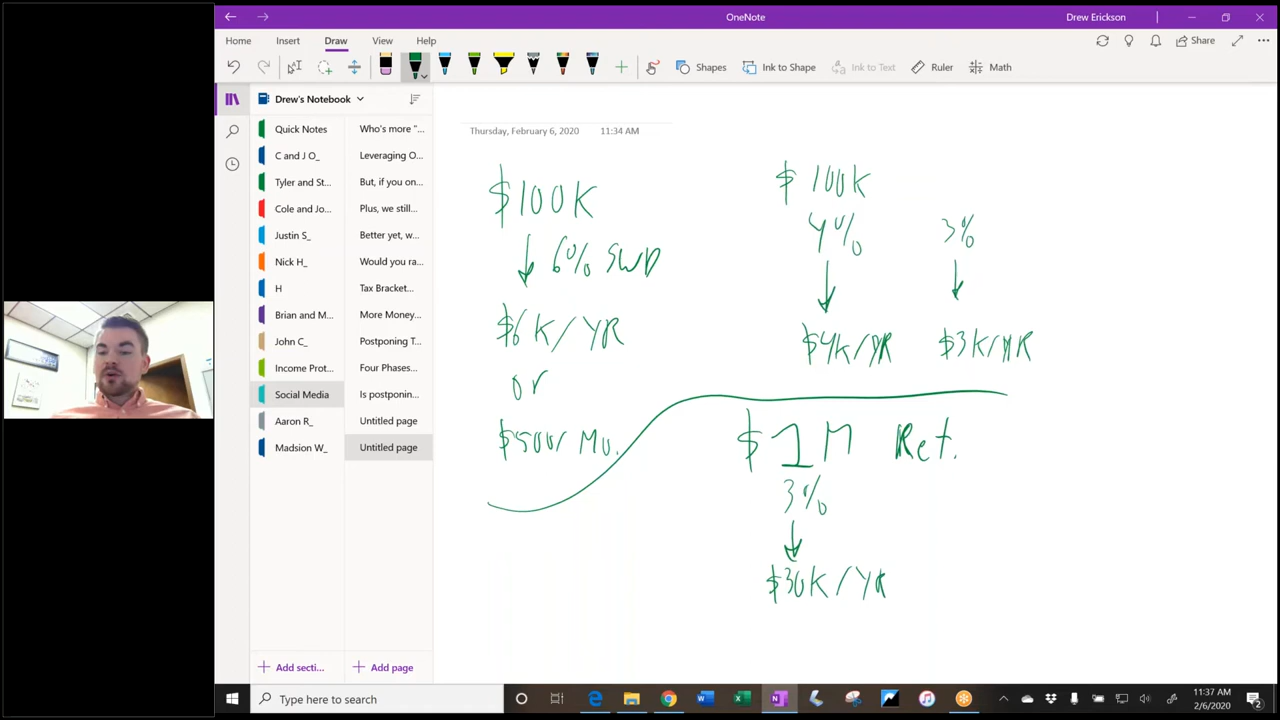 OneNote
Drew Erickson
Home
Insert
Draw
View
Help
Share
Shapes
Ink to Shape
Ink to Text
Ruler
Math
Drew's Notebook
Quick Notes
C and J O_
Tyler and St...
Cole and Jo...
Justin S_
Nick H_
H
Brian and M...
John C_
Income Prot...
Social Media
Aaron R_
Madsion W_
Add secti...
Who's more "...
Leveraging O...
But, if you on...
Plus, we still...
Better yet, w...
Would you ra...
Tax Bracket...
More Money...
Postponing T...
Four Phases...
Is postponin...
Untitled page
Untitled page
Add page
Thursday, February 6, 2020 11:34 AM
$100K
6% SWD
$6K/YR
or
$500/Mo.
$ 100K
4% 3%
$4K/YR $3K/YR
$1M Ret.
3%
$30K/YR
Type here to search
11:37 AM
2/6/2020
2